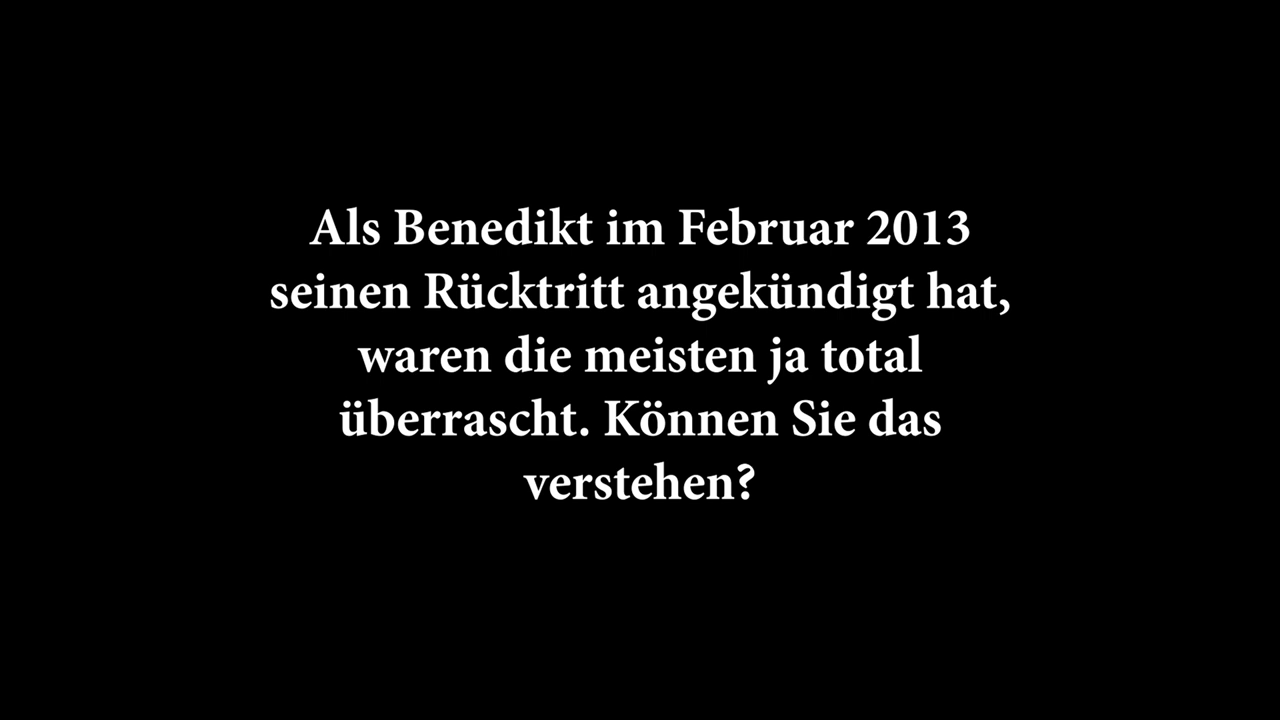 Als Benedikt im Februar 2013
seinen Rücktritt angekündigt hat,
waren die meisten ja total
überrascht. Können Sie das
verstehen?